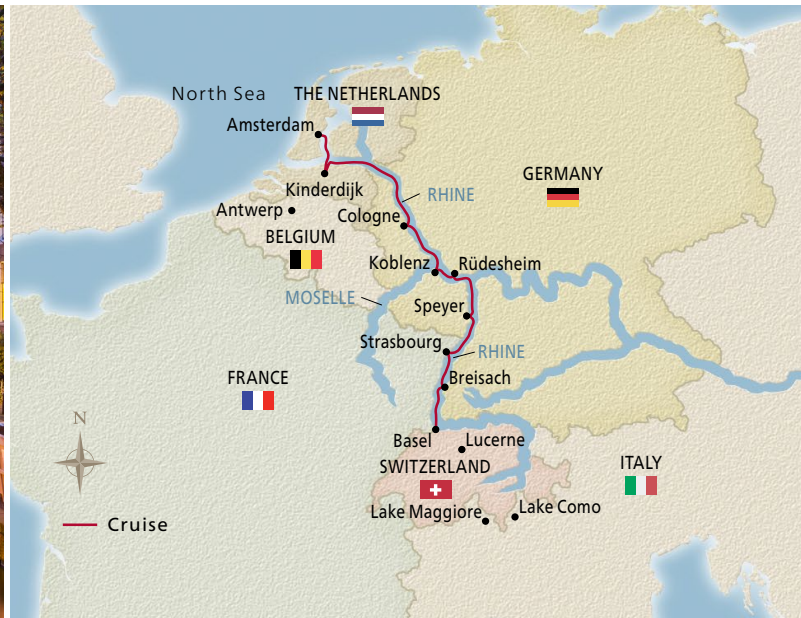 North Sea
THE NETHERLANDS
Amsterdam
Kinderdijk
GERMANY
RHINE
Antwerp
Cologne
BELGIUM
Koblenz
Rüdesheim
MOSELLE
Speyer
Strasbourg
RHINE
FRANCE
Breisach
N
Basel
Lucerne
SWITZERLAND
ITALY
Lake Maggiore
Lake Como
Cruise